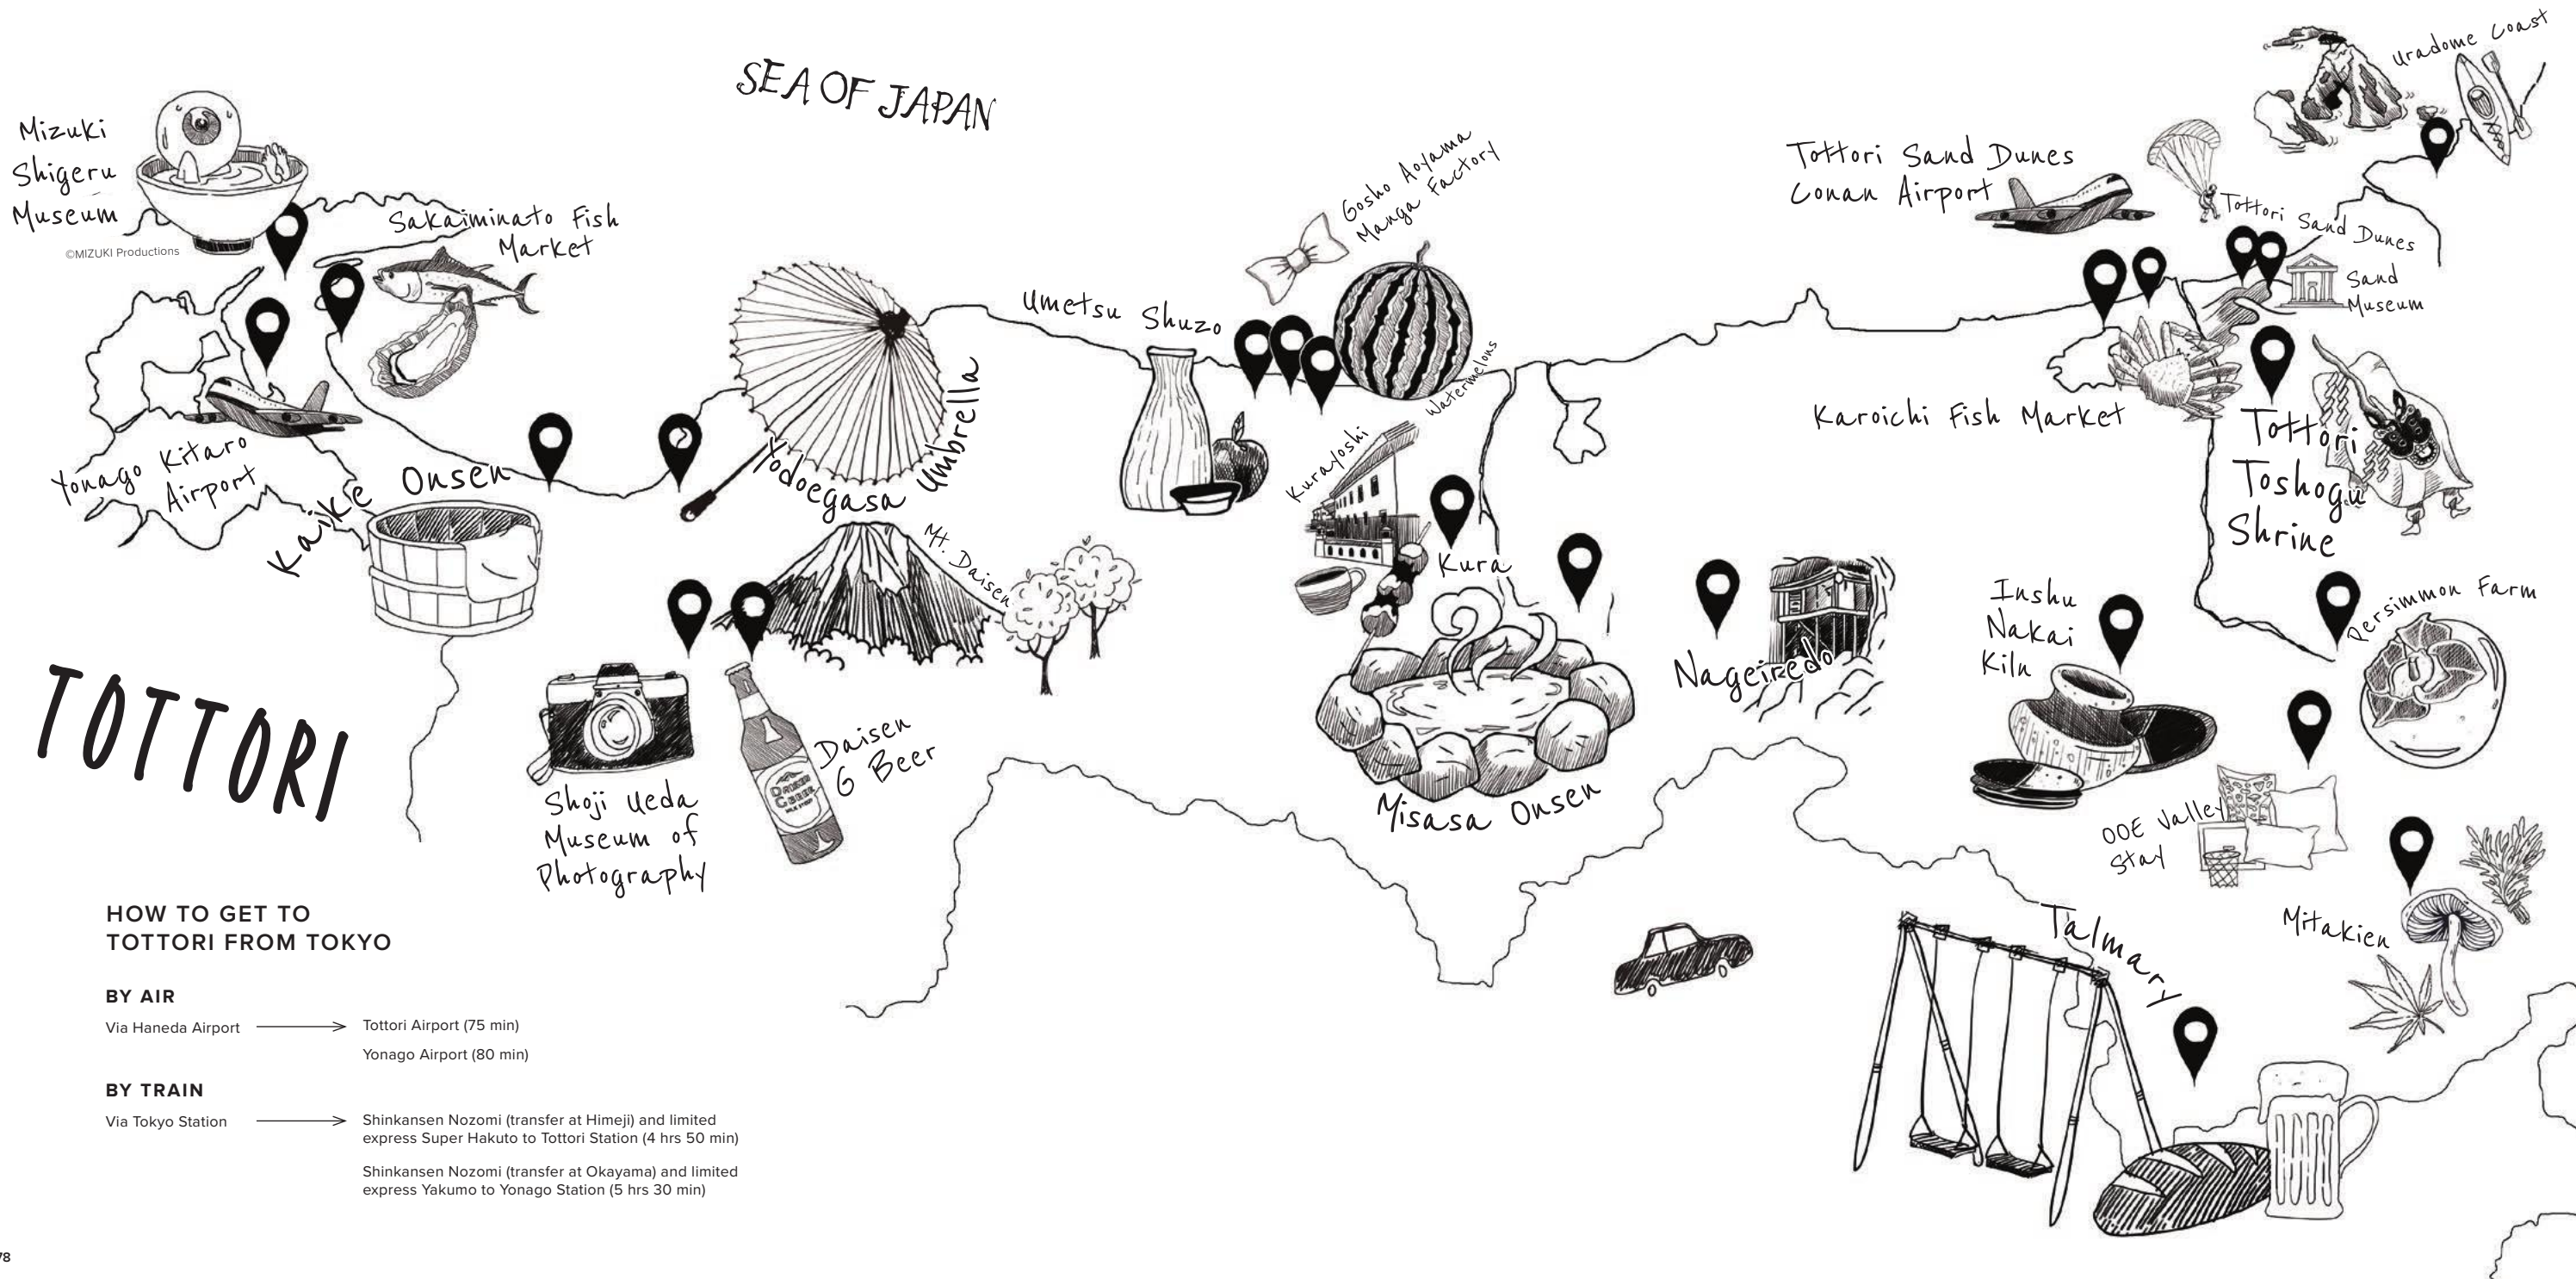 SEA OF JAPAN
Mizuki
Shigeru
Museum
©MIZUKI Productions
Sakaiminato Fish
Market
Yonago Kitaro
Airport
Kaike Onsen
Yodoegasa Umbrella
Umetsu Shuzo
Gosho Aoyama
Manga Factory
Watermelons
Kurayoshi
Kura
Mt. Daisen
Tottori Sand Dunes
Conan Airport
Uradome Coast
Tottori Sand Dunes
Sand
Museum
Karoichi Fish Market
Tottori
Toshogu
Shrine
Inshu
Nakai
Kiln
Persimmon Farm
Nageiredo
Misasa Onsen
TOTTORI
Shoji Ueda
Museum of
Photography
DAISEN
G BEER
Daisen
G Beer
OOE Valley
Stay
Mitakien
Talmary
HOW TO GET TO
TOTTORI FROM TOKYO
BY AIR
Via Haneda Airport
Tottori Airport (75 min)
Yonago Airport (80 min)
BY TRAIN
Via Tokyo Station
Shinkansen Nozomi (transfer at Himeji) and limited
express Super Hakuto to Tottori Station (4 hrs 50 min)
Shinkansen Nozomi (transfer at Okayama) and limited
express Yakumo to Yonago Station (5 hrs 30 min)
78